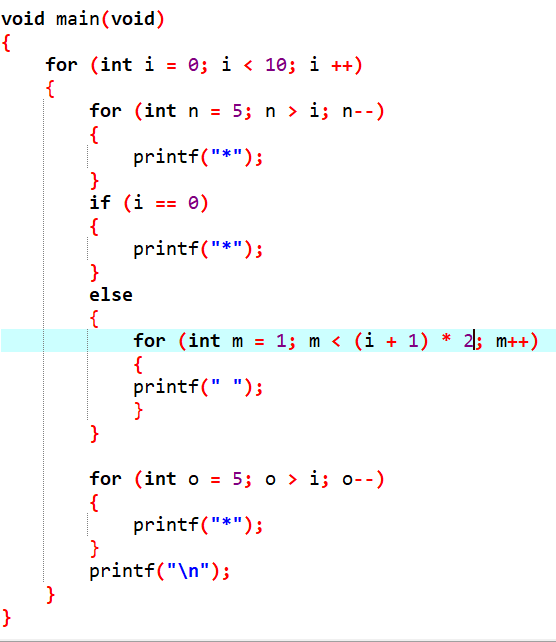 void main(void)
{
    for (int i = 0; i < 10; i ++)
    {
        for (int n = 5; n > i; n--)
        {
            printf("*");
        }
        if (i == 0)
        {
            printf("*");
        }
        else
        {
            for (int m = 1; m < (i + 1) * 2; m++)
            {
            printf(" ");
            }
        }

        for (int o = 5; o > i; o--)
        {
            printf("*");
        }
        printf("\n");
    }
}